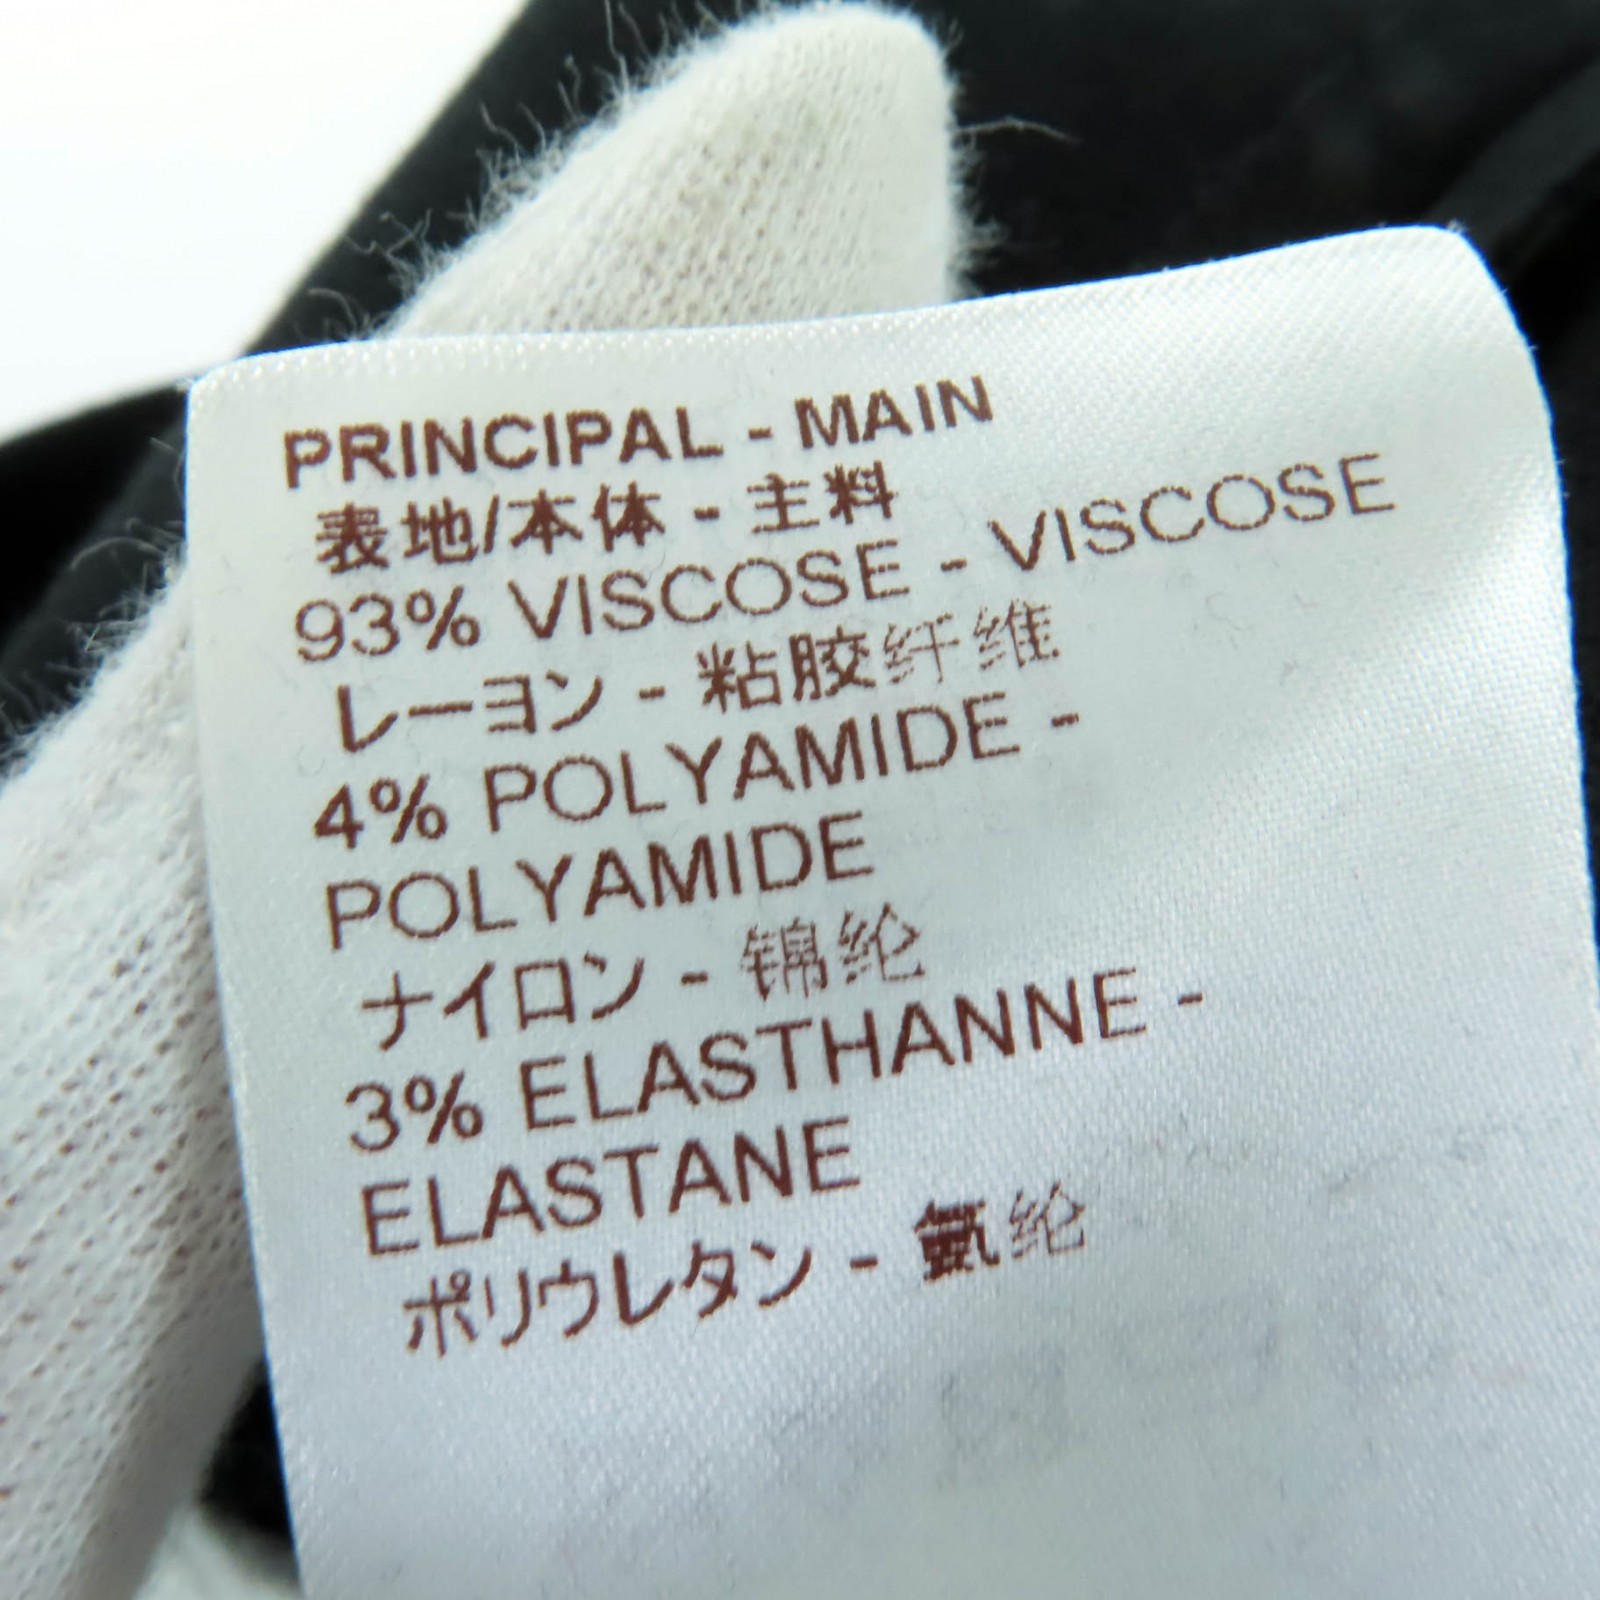 PRINCIPAL - MAIN
表地/本体 - 主料
93% VISCOSE - VISCOSE
レーヨン - 粘胶纤维
4% POLYAMIDE -
POLYAMIDE
ナイロン - 锦纶
3% ELASTHANNE -
ELASTANE
ポリウレタン - 氨纶